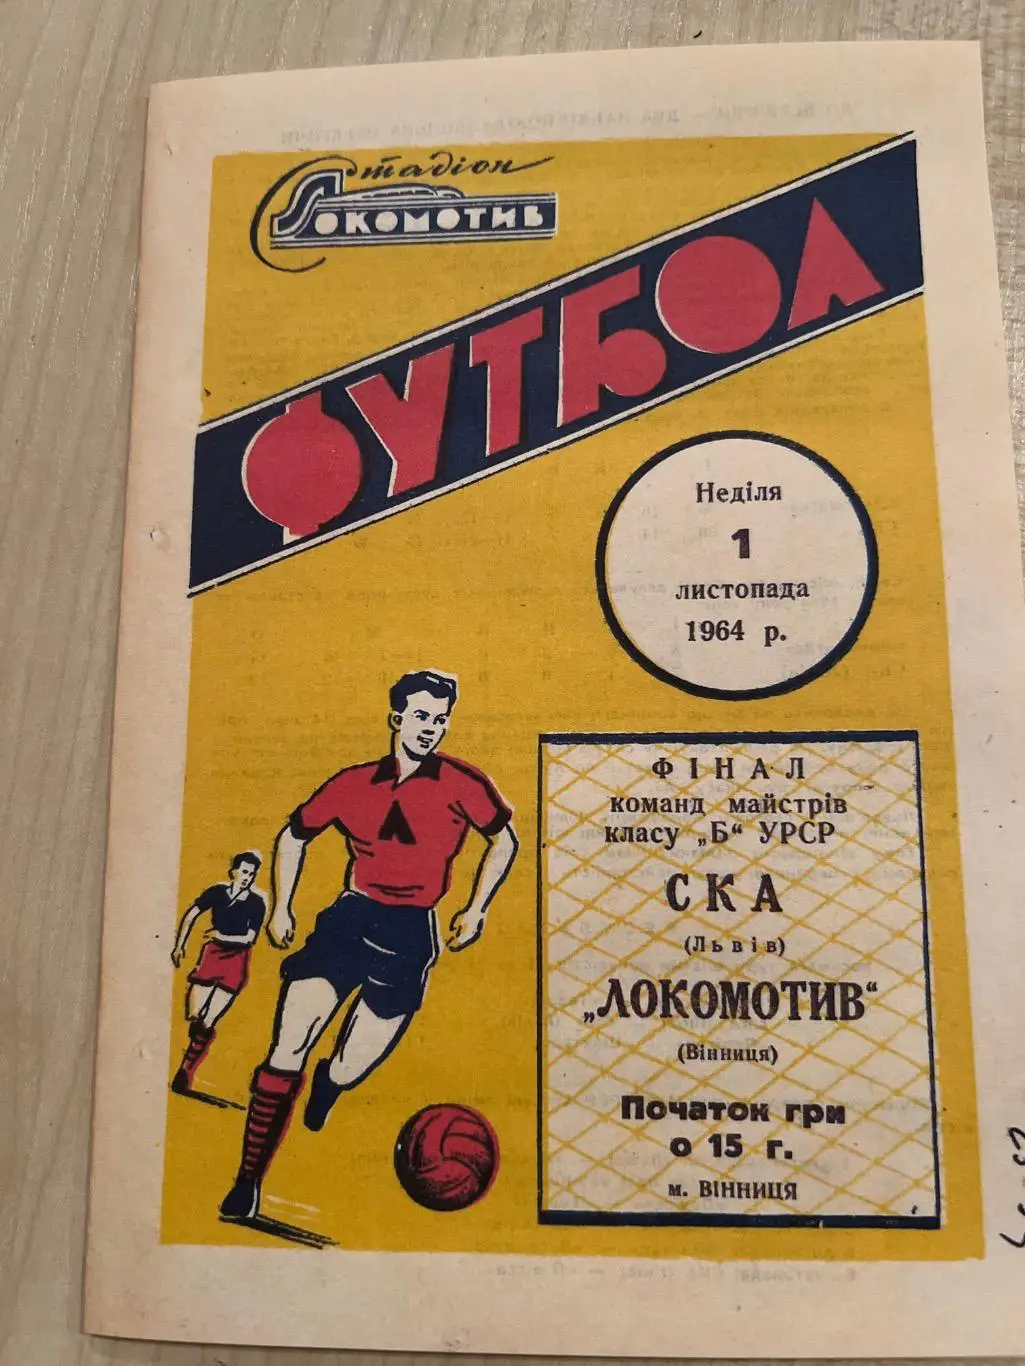 Стадіон
ЛОКОМОТИВ
ФУТБОЛ
Неділя
1
листопада
1964 р.
Л
ФІНАЛ
команд майстрів
класу „Б“ УРСР
СКА
(Львів)
„ЛОКОМОТИВ“
(Вінниця)
Початок гри
о 15 г.
м. ВІННИЦЯ